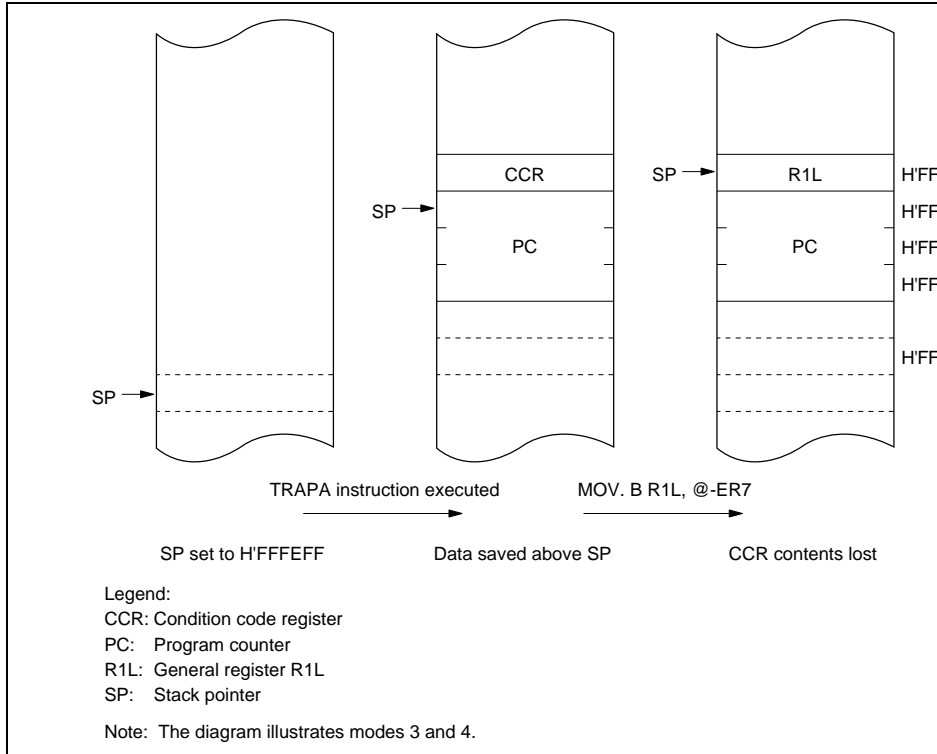 CCR
SP
R1L
H'FF
SP
H'FF
PC
PC
H'FF
H'FF
H'FF
SP
TRAPA instruction executed
MOV. B R1L, @-ER7
SP set to H'FFFEFF
Data saved above SP
CCR contents lost
Legend:
CCR: Condition code register
PC: Program counter
R1L: General register R1L
SP: Stack pointer
Note: The diagram illustrates modes 3 and 4.